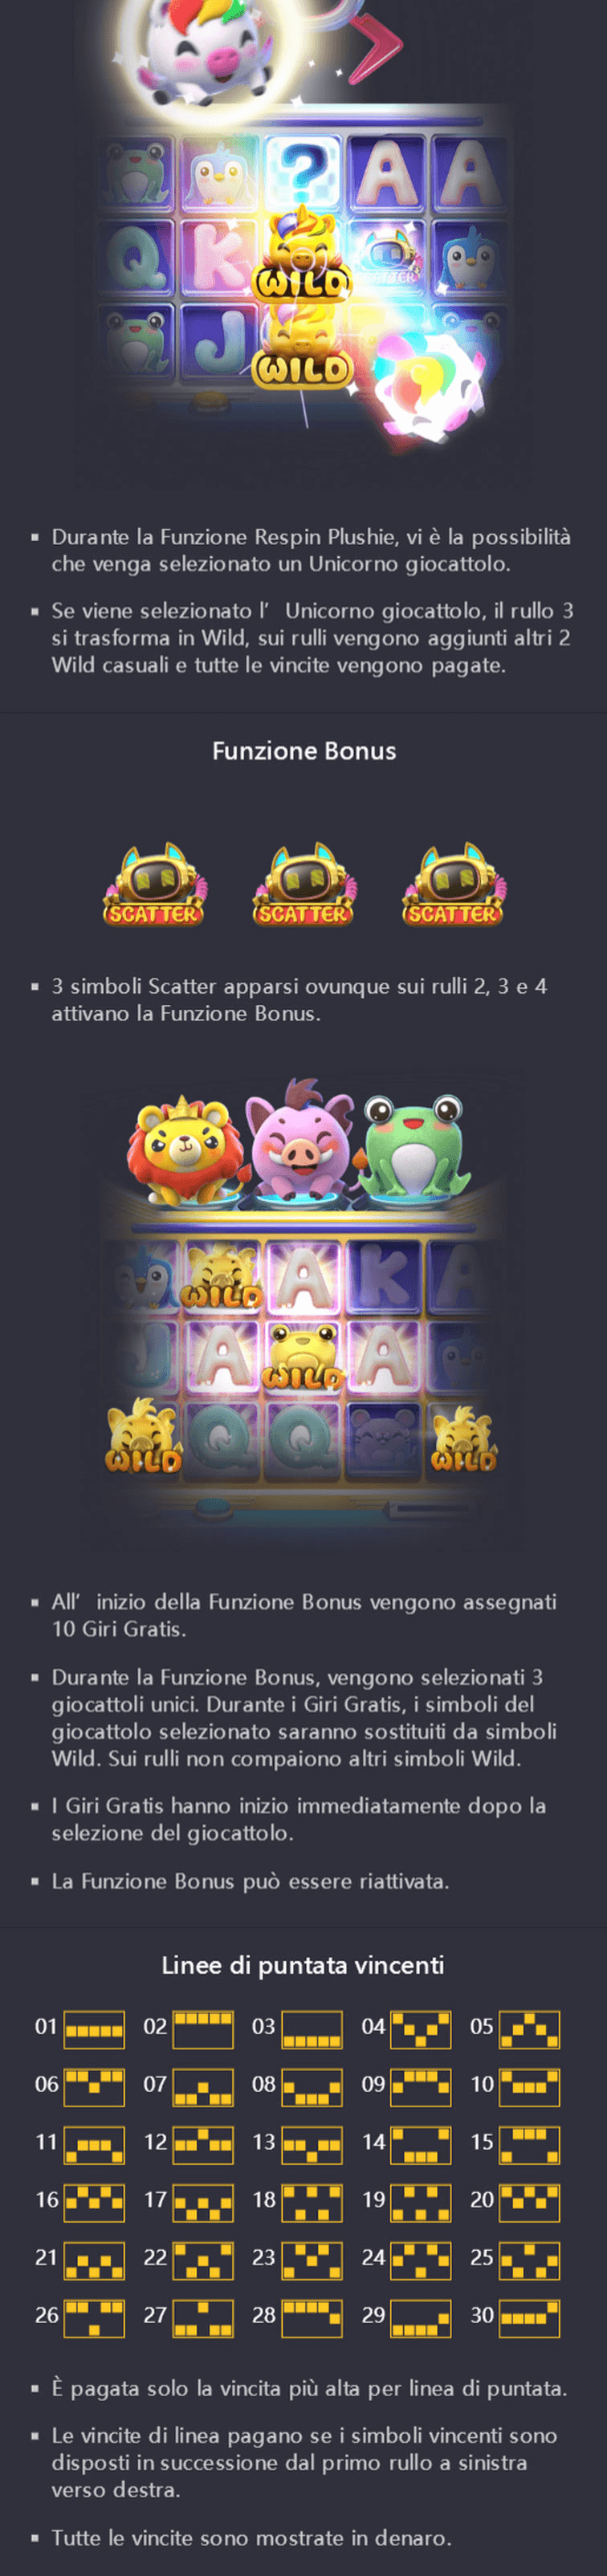 ? A A
Q K WILD SCATTER
J WILD
▪ Durante la Funzione Respin Plushie, vi è la possibilità
che venga selezionato un Unicorno giocattolo.
▪ Se viene selezionato l’ Unicorno giocattolo, il rullo 3
si trasforma in Wild, sui rulli vengono aggiunti altri 2
Wild casuali e tutte le vincite vengono pagate.
Funzione Bonus
SCATTER SCATTER SCATTER
▪ 3 simboli Scatter apparsi ovunque sui rulli 2, 3 e 4
attivano la Funzione Bonus.
WILD A K A
J A WILD A
WILD Q Q WILD
▪ All’ inizio della Funzione Bonus vengono assegnati
10 Giri Gratis.
▪ Durante la Funzione Bonus, vengono selezionati 3
giocattoli unici. Durante i Giri Gratis, i simboli del
giocattolo selezionato saranno sostituiti da simboli
Wild. Sui rulli non compaiono altri simboli Wild.
▪ I Giri Gratis hanno inizio immediatamente dopo la
selezione del giocattolo.
▪ La Funzione Bonus può essere riattivata.
Linee di puntata vincenti
01 02 03 04 05
06 07 08 09 10
11 12 13 14 15
16 17 18 19 20
21 22 23 24 25
26 27 28 29 30
▪ È pagata solo la vincita più alta per linea di puntata.
▪ Le vincite di linea pagano se i simboli vincenti sono
disposti in successione dal primo rullo a sinistra
verso destra.
▪ Tutte le vincite sono mostrate in denaro.